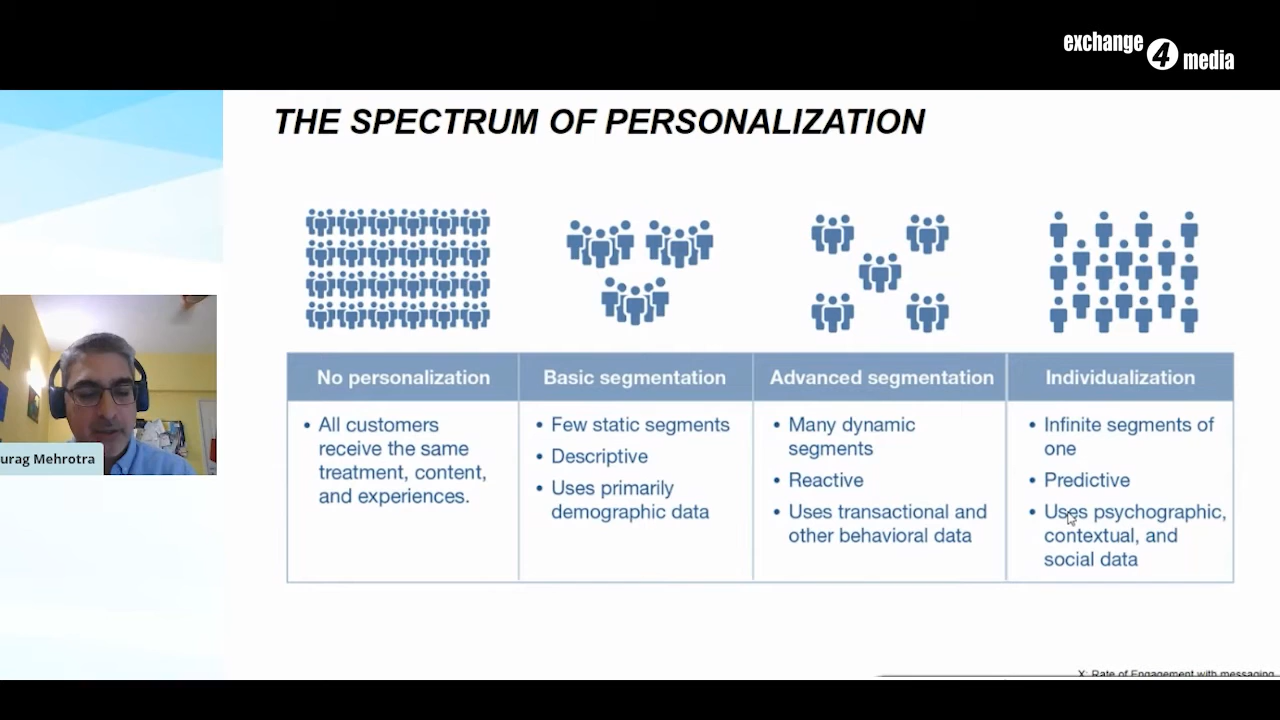 exchange
4
media
THE SPECTRUM OF PERSONALIZATION
No personalization
Basic segmentation
Advanced segmentation
Individualization
• All customers
receive the same
treatment, content,
and experiences.
• Few static segments
• Descriptive
• Uses primarily
demographic data
• Many dynamic
segments
• Reactive
• Uses transactional and
other behavioral data
• Infinite segments of
one
• Predictive
• Uses psychographic,
contextual, and
social data
urag Mehrotra
X: Rate of Engagement with messaging